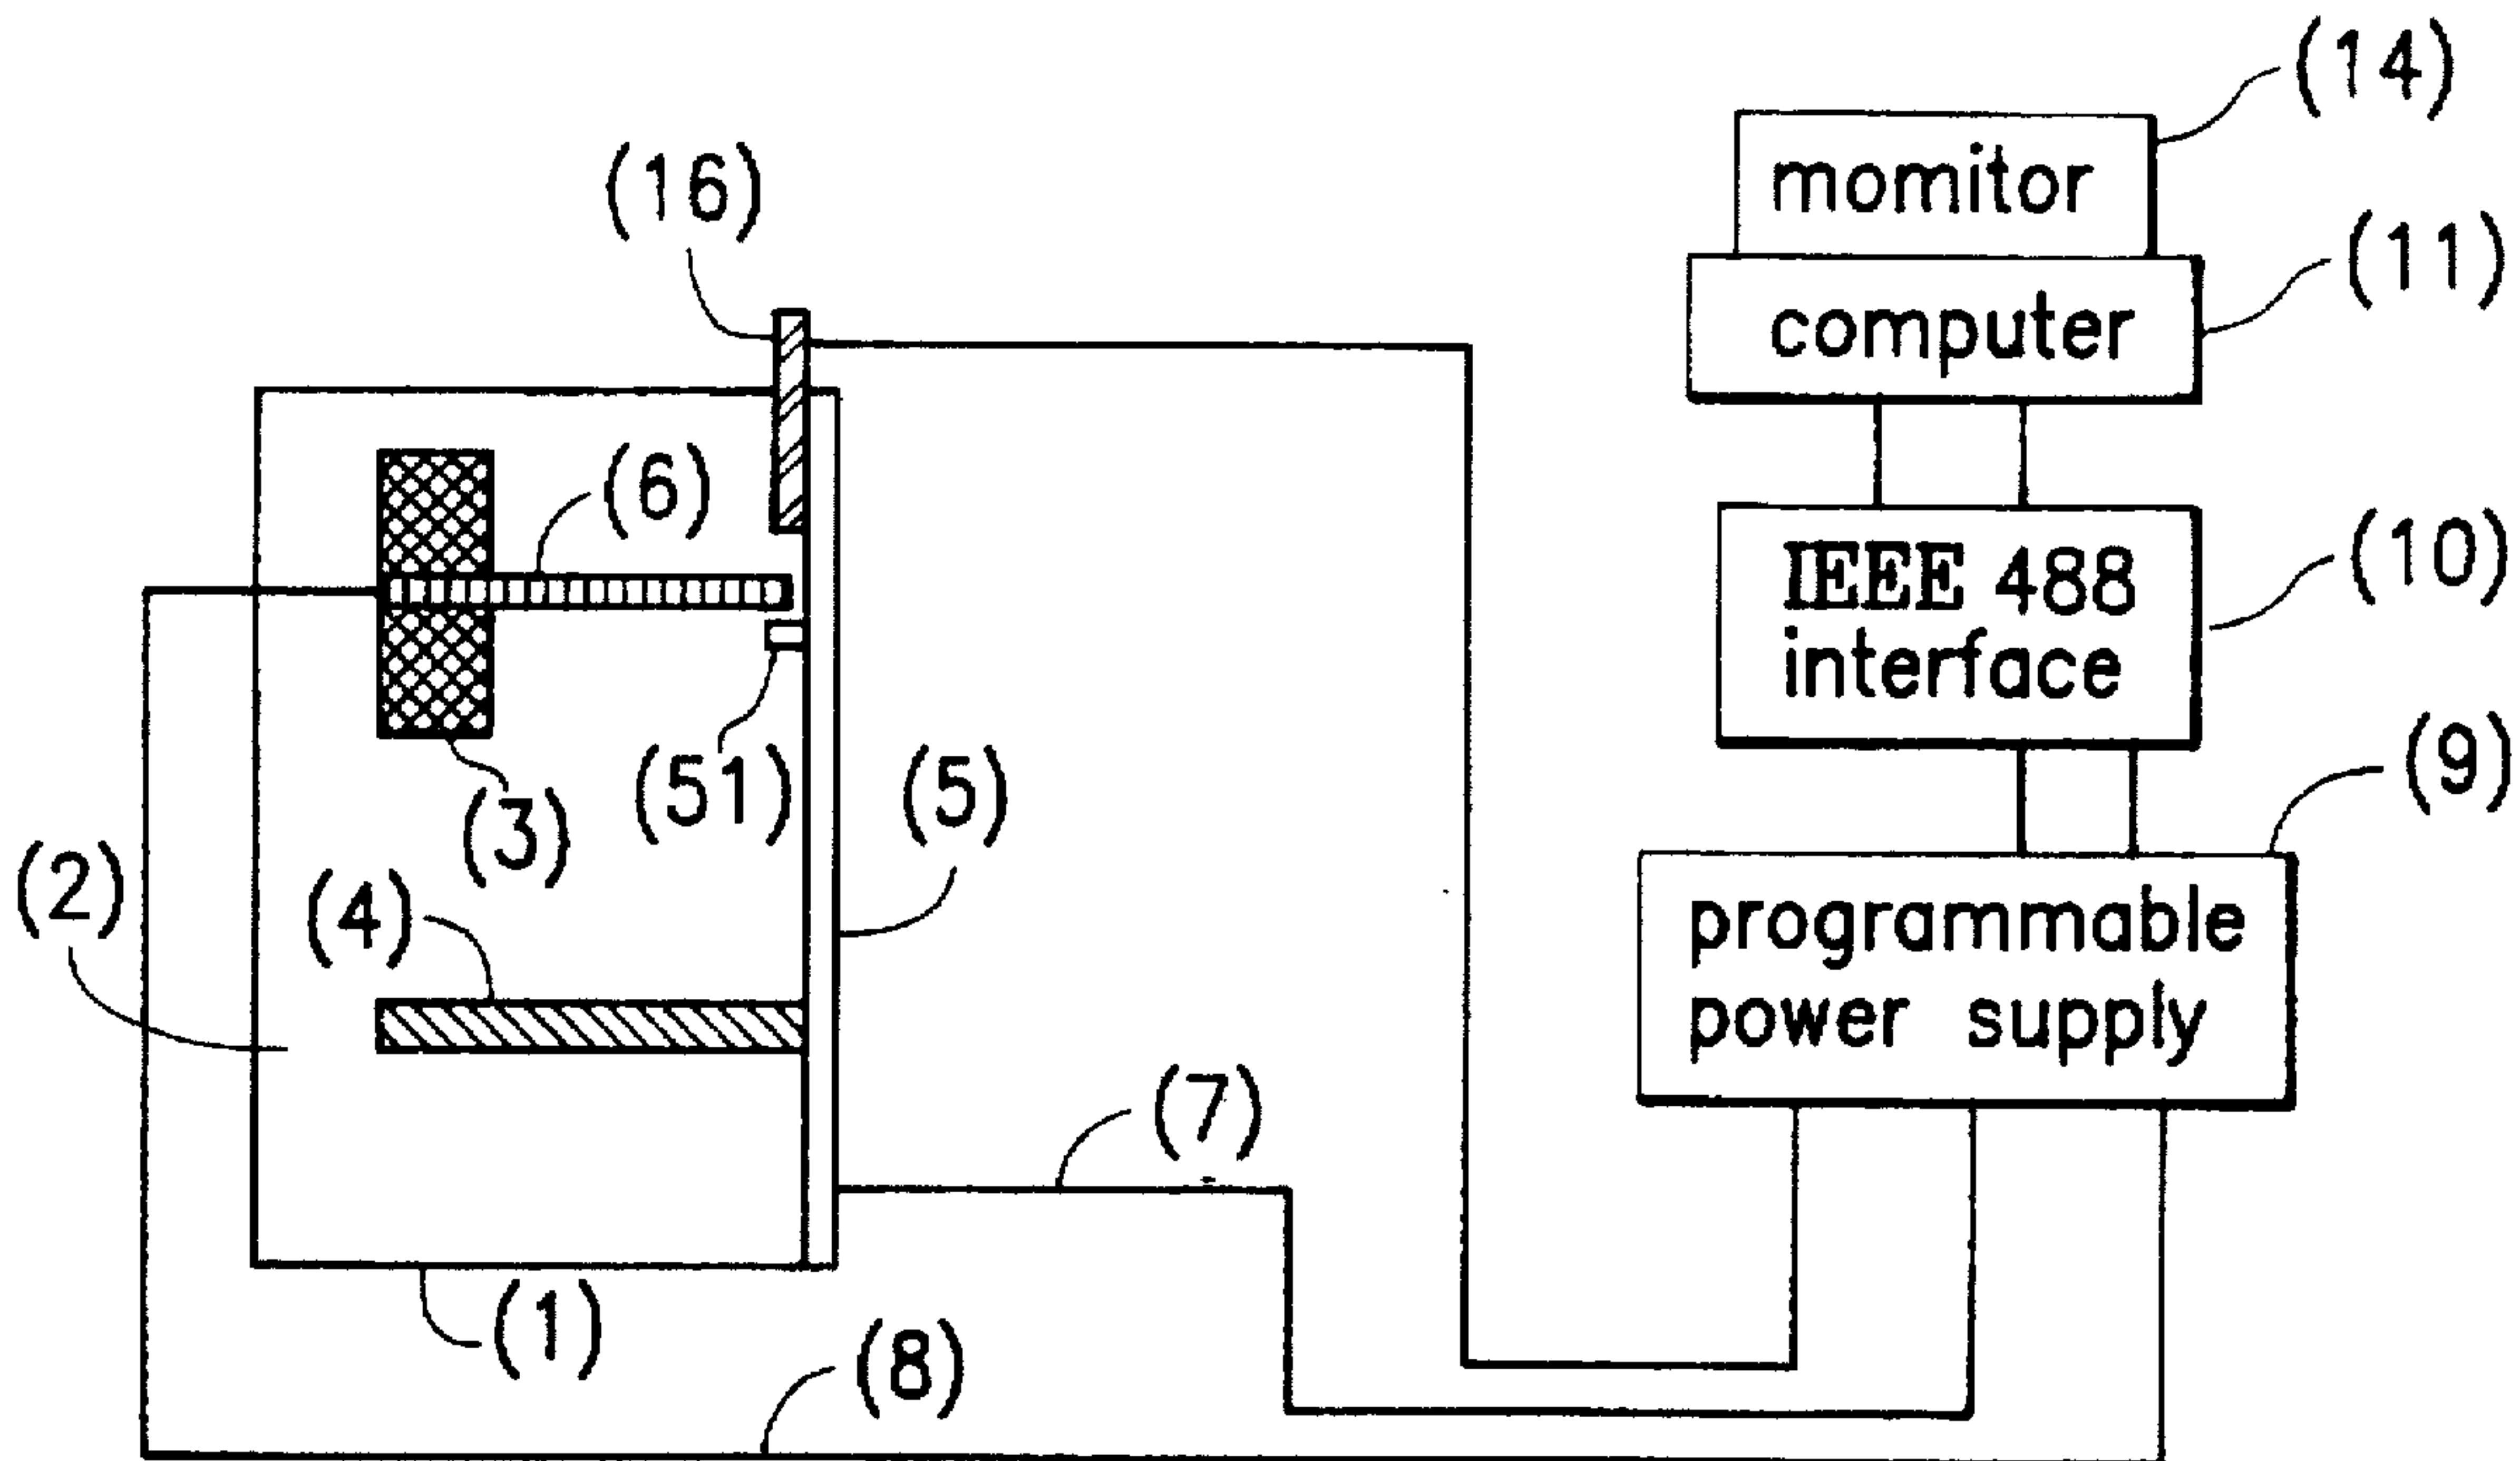 (14)
momitor
(16)
(11)
computer
(6)
(10)
IEEE 488
interface
(9)
(51)
(5)
(3)
(2)
(4)
programmable
power supply
(7)
(1)
(8)